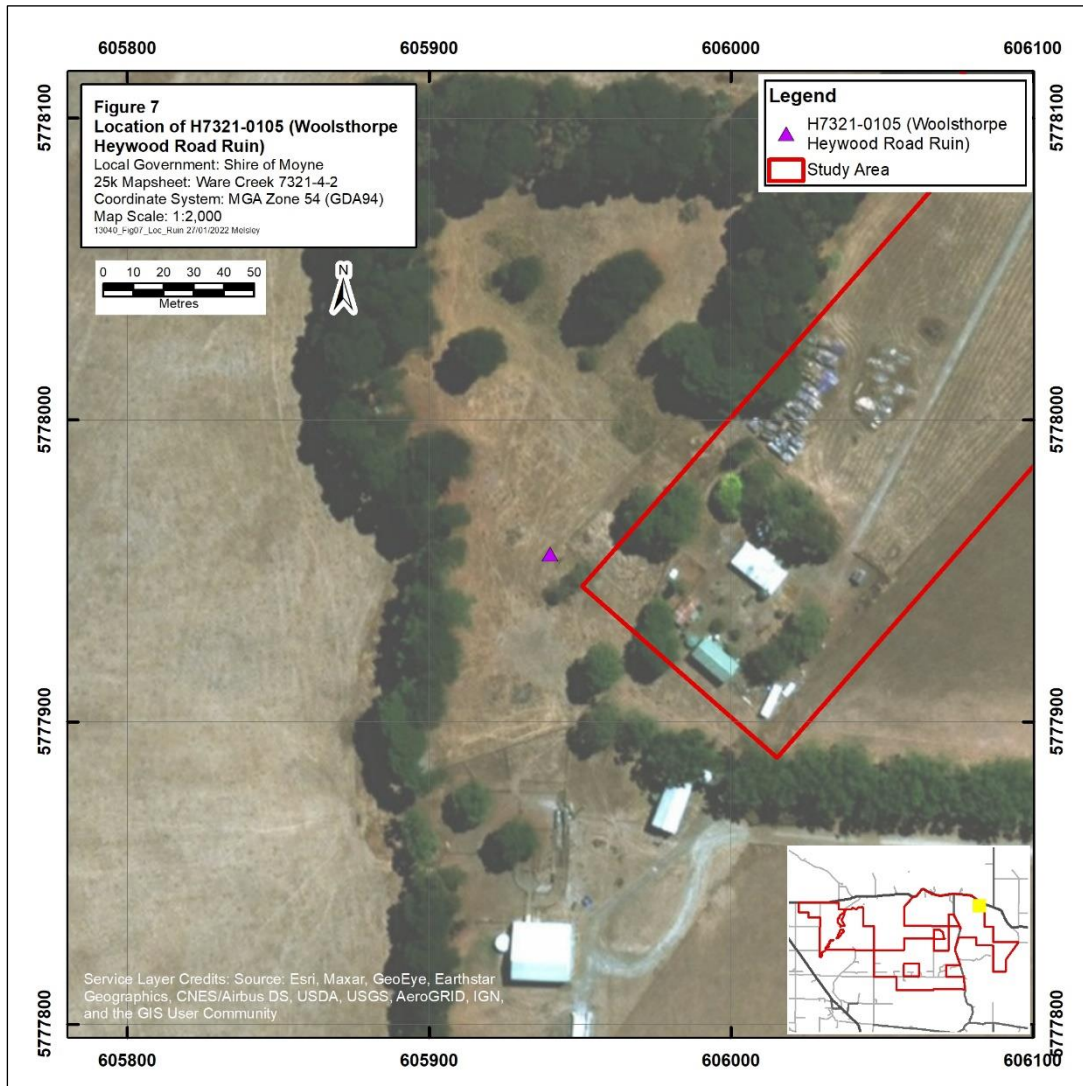 605800 605900 606000 606100
5778100 5778100
Figure 7
Location of H7321-0105 (Woolsthorpe
Heywood Road Ruin)
Local Government: Shire of Moyne
25k Mapsheet: Ware Creek 7321-4-2
Coordinate System: MGA Zone 54 (GDA94)
Map Scale: 1:2,000
13040_Fig07_Loc_Ruin 27/01/2022 Melsley
Legend
H7321-0105 (Woolsthorpe
Heywood Road Ruin)
Study Area
0 10 20 30 40 50
Metres
N
5778000 5778000
5777900 5777900
Service Layer Credits: Source: Esri, Maxar, GeoEye, Earthstar
Geographics, CNES/Airbus DS, USDA, USGS, AeroGRID, IGN,
and the GIS User Community
5777800 5777800
605800 605900 606000 606100